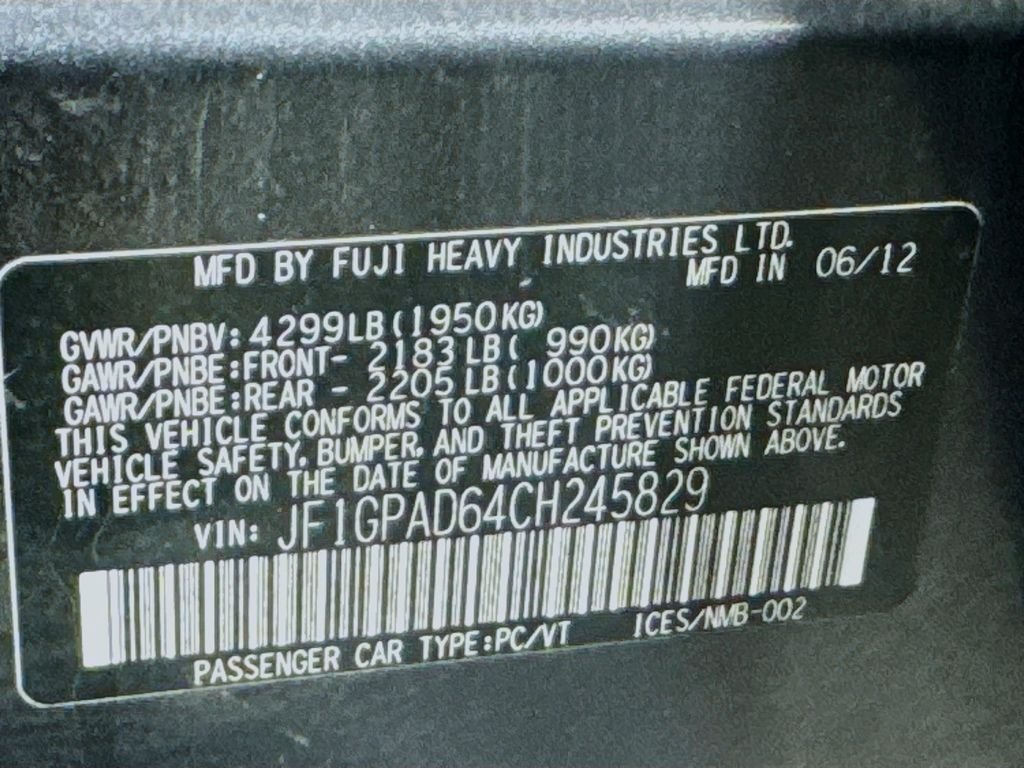 MFD BY FUJI HEAVY INDUSTRIES LTD.
MFD IN 06/12
GVWR/PNBV: 4299LB(1950KG)
GAWR/PNBE:FRONT- 2183LB( 990KG)
GAWR/PNBE:REAR - 2205LB(1000KG)
THIS VEHICLE CONFORMS TO ALL APPLICABLE FEDERAL MOTOR
VEHICLE SAFETY, BUMPER, AND THEFT PREVENTION STANDARDS
IN EFFECT ON THE DATE OF MANUFACTURE SHOWN ABOVE.
VIN: JF1GPAD64CH245829
PASSENGER CAR TYPE:PC/VT ICES/NMB-002